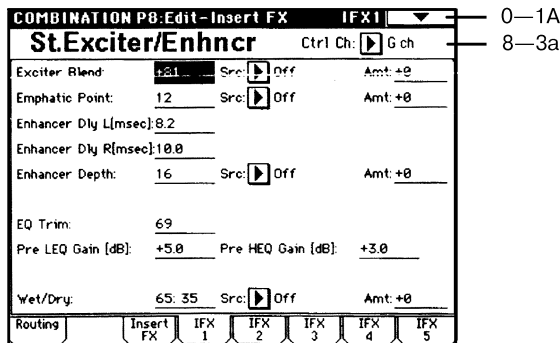 COMBINATION P8:Edit-Insert FX IFX1 0—1A
St.Exciter/Enhncr Ctrl Ch: G ch 8—3a
Exciter Blend: +81 Src: Off Amt: +0
Emphatic Point: 12 Src: Off Amt: +0
Enhancer Dly L[msec]: 8.2
Enhancer Dly R[msec]: 10.0
Enhancer Depth: 16 Src: Off Amt: +0
EQ Trim: 69
Pre LEQ Gain [dB]: +5.0 Pre HEQ Gain [dB]: +3.0
Wet/Dry: 65: 35 Src: Off Amt: +0
Routing Insert FX IFX 1 IFX 2 IFX 3 IFX 4 IFX 5